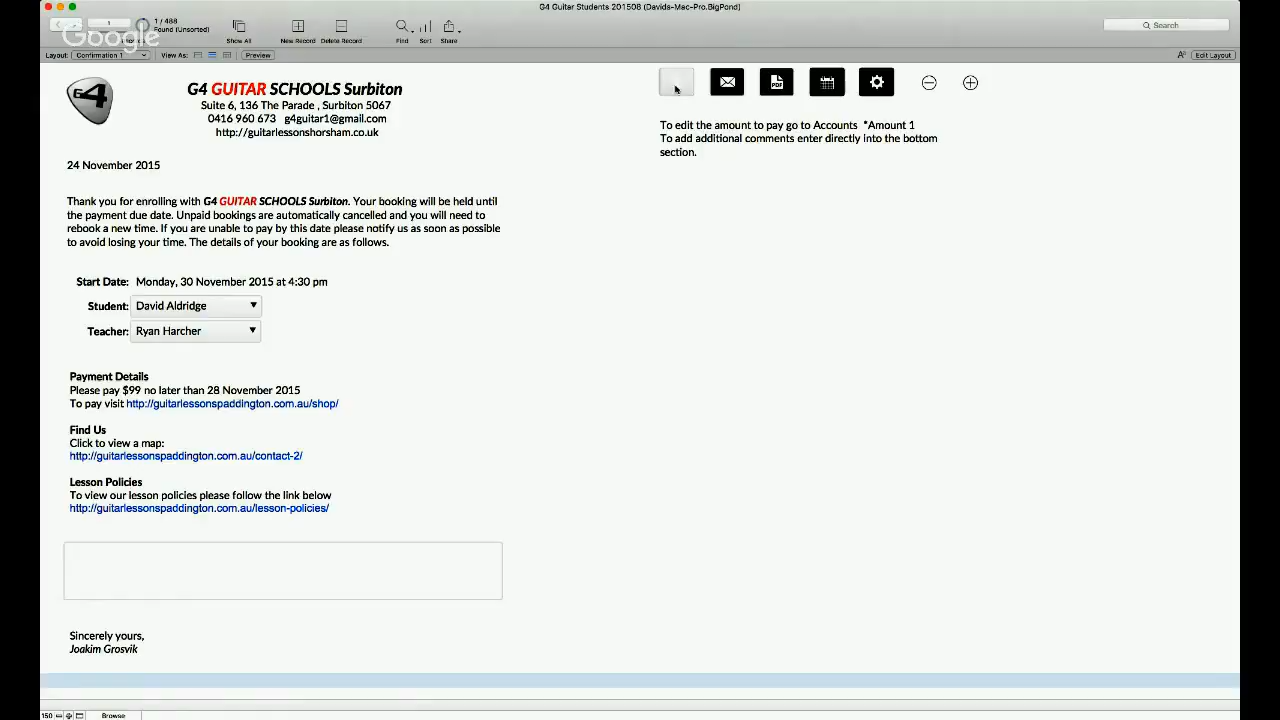 G4 Guitar Students 201508 (Davids-Mac-Pro.BigPond)
1
1 / 488
Found (Unsorted)
Google
Show All
New Record
Delete Record
Find
Sort
Share
Search
Layout:
Confirmation 1
View As:
Preview
Edit Layout
G4
G4 GUITAR SCHOOLS Surbiton
Suite 6, 136 The Parade , Surbiton 5067
0416 960 673 g4guitar1@gmail.com
http://guitarlessonshorsham.co.uk
PDF
To edit the amount to pay go to Accounts *Amount 1
To add additional comments enter directly into the bottom
section.
24 November 2015
Thank you for enrolling with G4 GUITAR SCHOOLS Surbiton. Your booking will be held until
the payment due date. Unpaid bookings are automatically cancelled and you will need to
rebook a new time. If you are unable to pay by this date please notify us as soon as possible
to avoid losing your time. The details of your booking are as follows.
Start Date: Monday, 30 November 2015 at 4:30 pm
Student: David Aldridge
Teacher: Ryan Harcher
Payment Details
Please pay $99 no later than 28 November 2015
To pay visit http://guitarlessonspaddington.com.au/shop/
Find Us
Click to view a map:
http://guitarlessonspaddington.com.au/contact-2/
Lesson Policies
To view our lesson policies please follow the link below
http://guitarlessonspaddington.com.au/lesson-policies/
Sincerely yours,
Joakim Grosvik
150
Browse